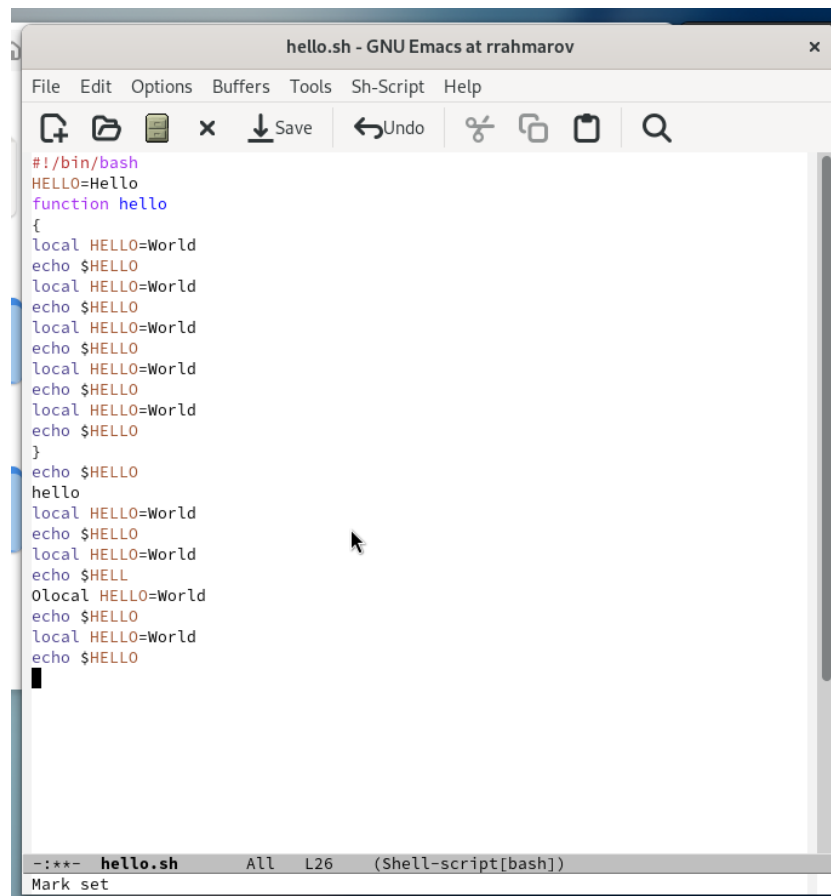 hello.sh - GNU Emacs at rrahmarov
File Edit Options Buffers Tools Sh-Script Help
Save Undo
#!/bin/bash
HELLO=Hello
function hello
{
local HELLO=World
echo $HELLO
local HELLO=World
echo $HELLO
local HELLO=World
echo $HELLO
local HELLO=World
echo $HELLO
local HELLO=World
echo $HELLO
}
echo $HELLO
hello
local HELLO=World
echo $HELLO
local HELLO=World
echo $HELL
Olocal HELLO=World
echo $HELLO
local HELLO=World
echo $HELLO
-:**- hello.sh All L26 (Shell-script[bash])
Mark set